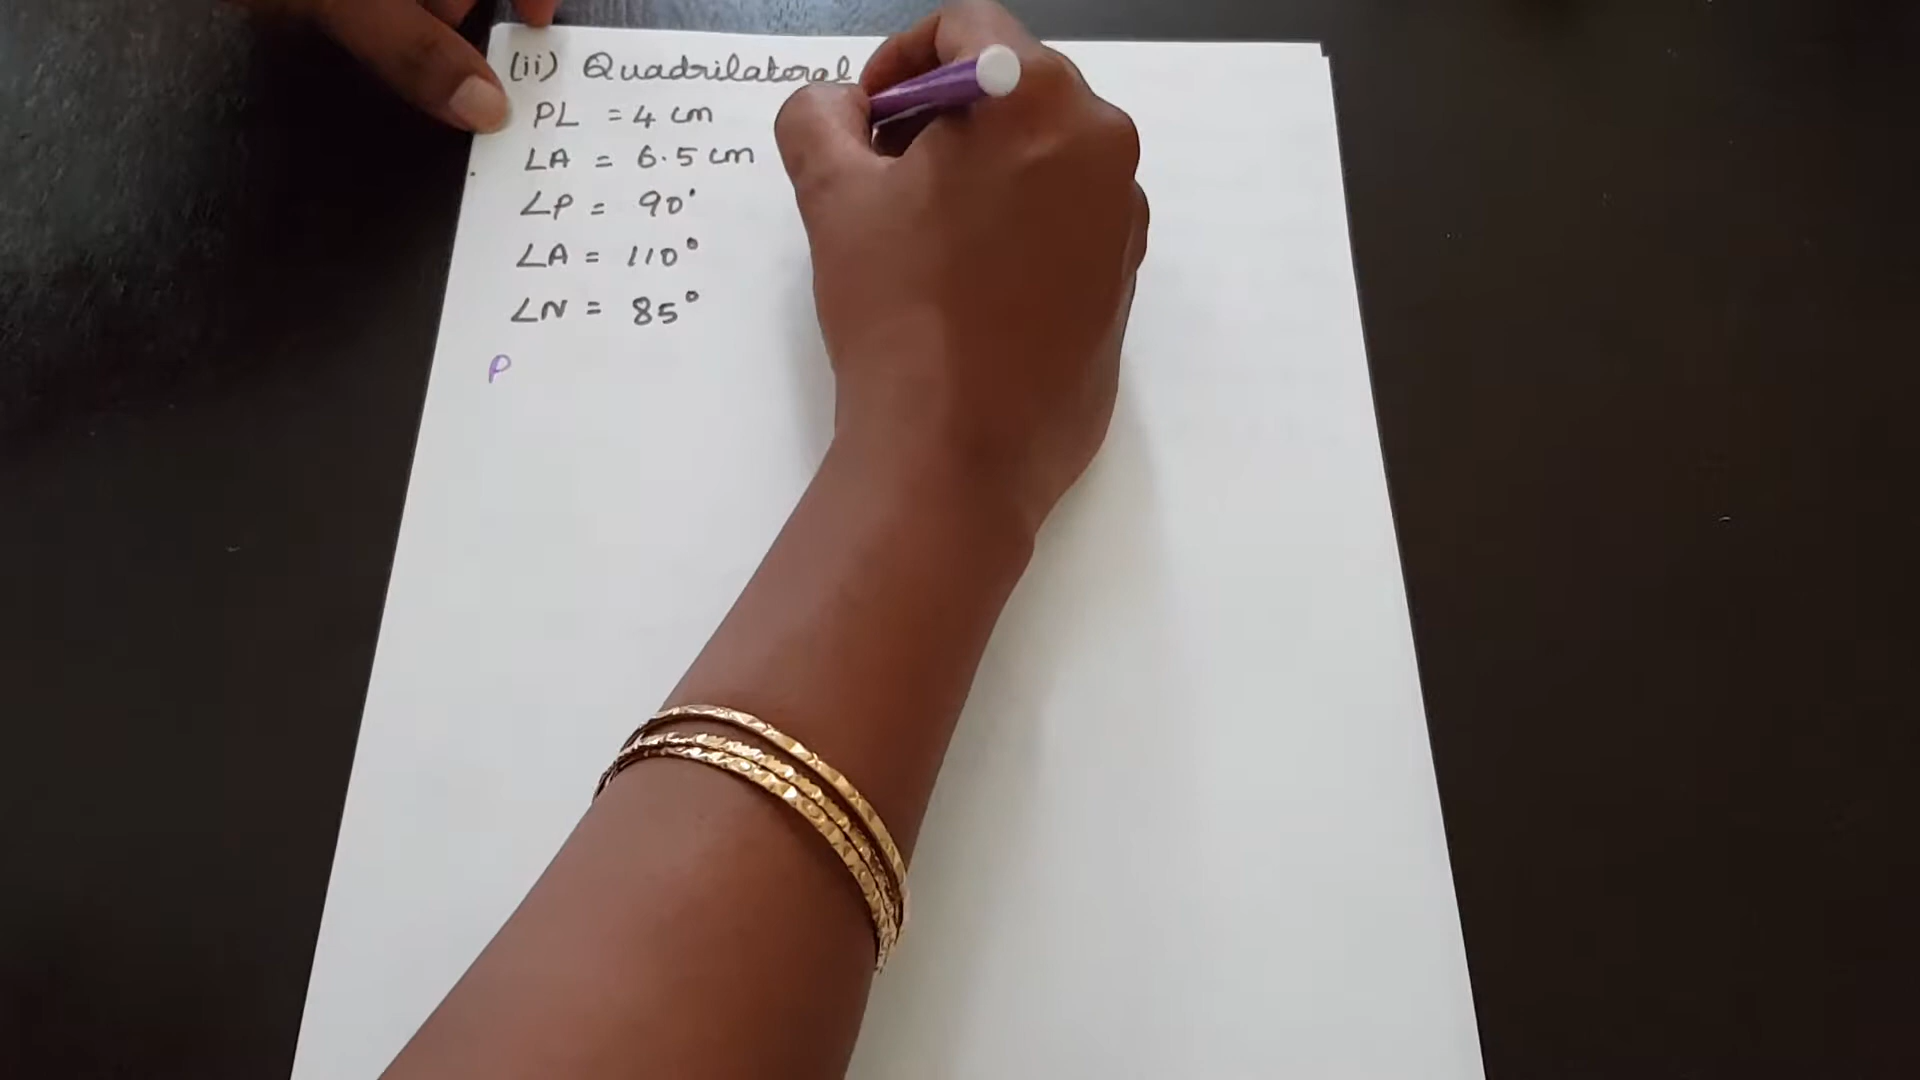 (ii) Quadrilateral
PL = 4 cm
LA = 6.5 cm
∠P = 90°
∠A = 110°
∠N = 85°
P